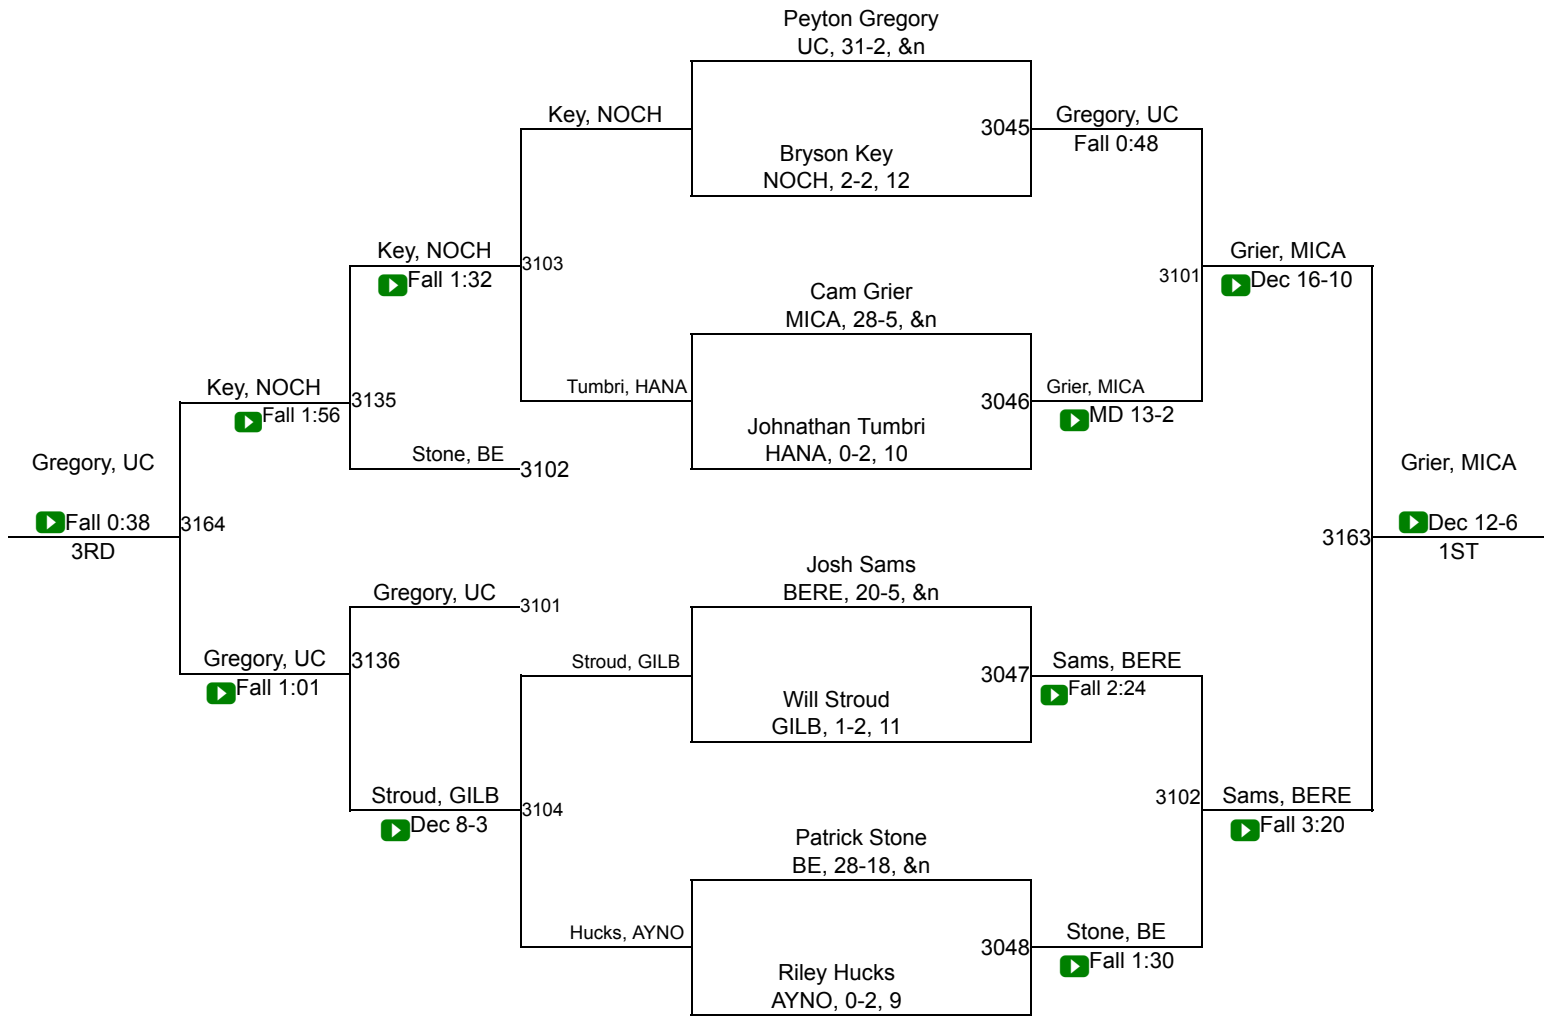 Peyton Gregory
UC, 31-2, &n
Key, NOCH
3045
Gregory, UC
Fall 0:48
Bryson Key
NOCH, 2-2, 12
Key, NOCH
Fall 1:32
3103
3101
Grier, MICA
Dec 16-10
Cam Grier
MICA, 28-5, &n
Key, NOCH
Fall 1:56
3135
Tumbri, HANA
3046
Grier, MICA
MD 13-2
Johnathan Tumbri
HANA, 0-2, 10
Stone, BE
3102
Gregory, UC
Fall 0:38
3RD
3164
3163
Grier, MICA
Dec 12-6
1ST
Josh Sams
BERE, 20-5, &n
Gregory, UC
3101
Gregory, UC
Fall 1:01
3136
Stroud, GILB
3047
Sams, BERE
Fall 2:24
Will Stroud
GILB, 1-2, 11
Stroud, GILB
Dec 8-3
3104
3102
Sams, BERE
Fall 3:20
Patrick Stone
BE, 28-18, &n
Hucks, AYNO
3048
Stone, BE
Fall 1:30
Riley Hucks
AYNO, 0-2, 9